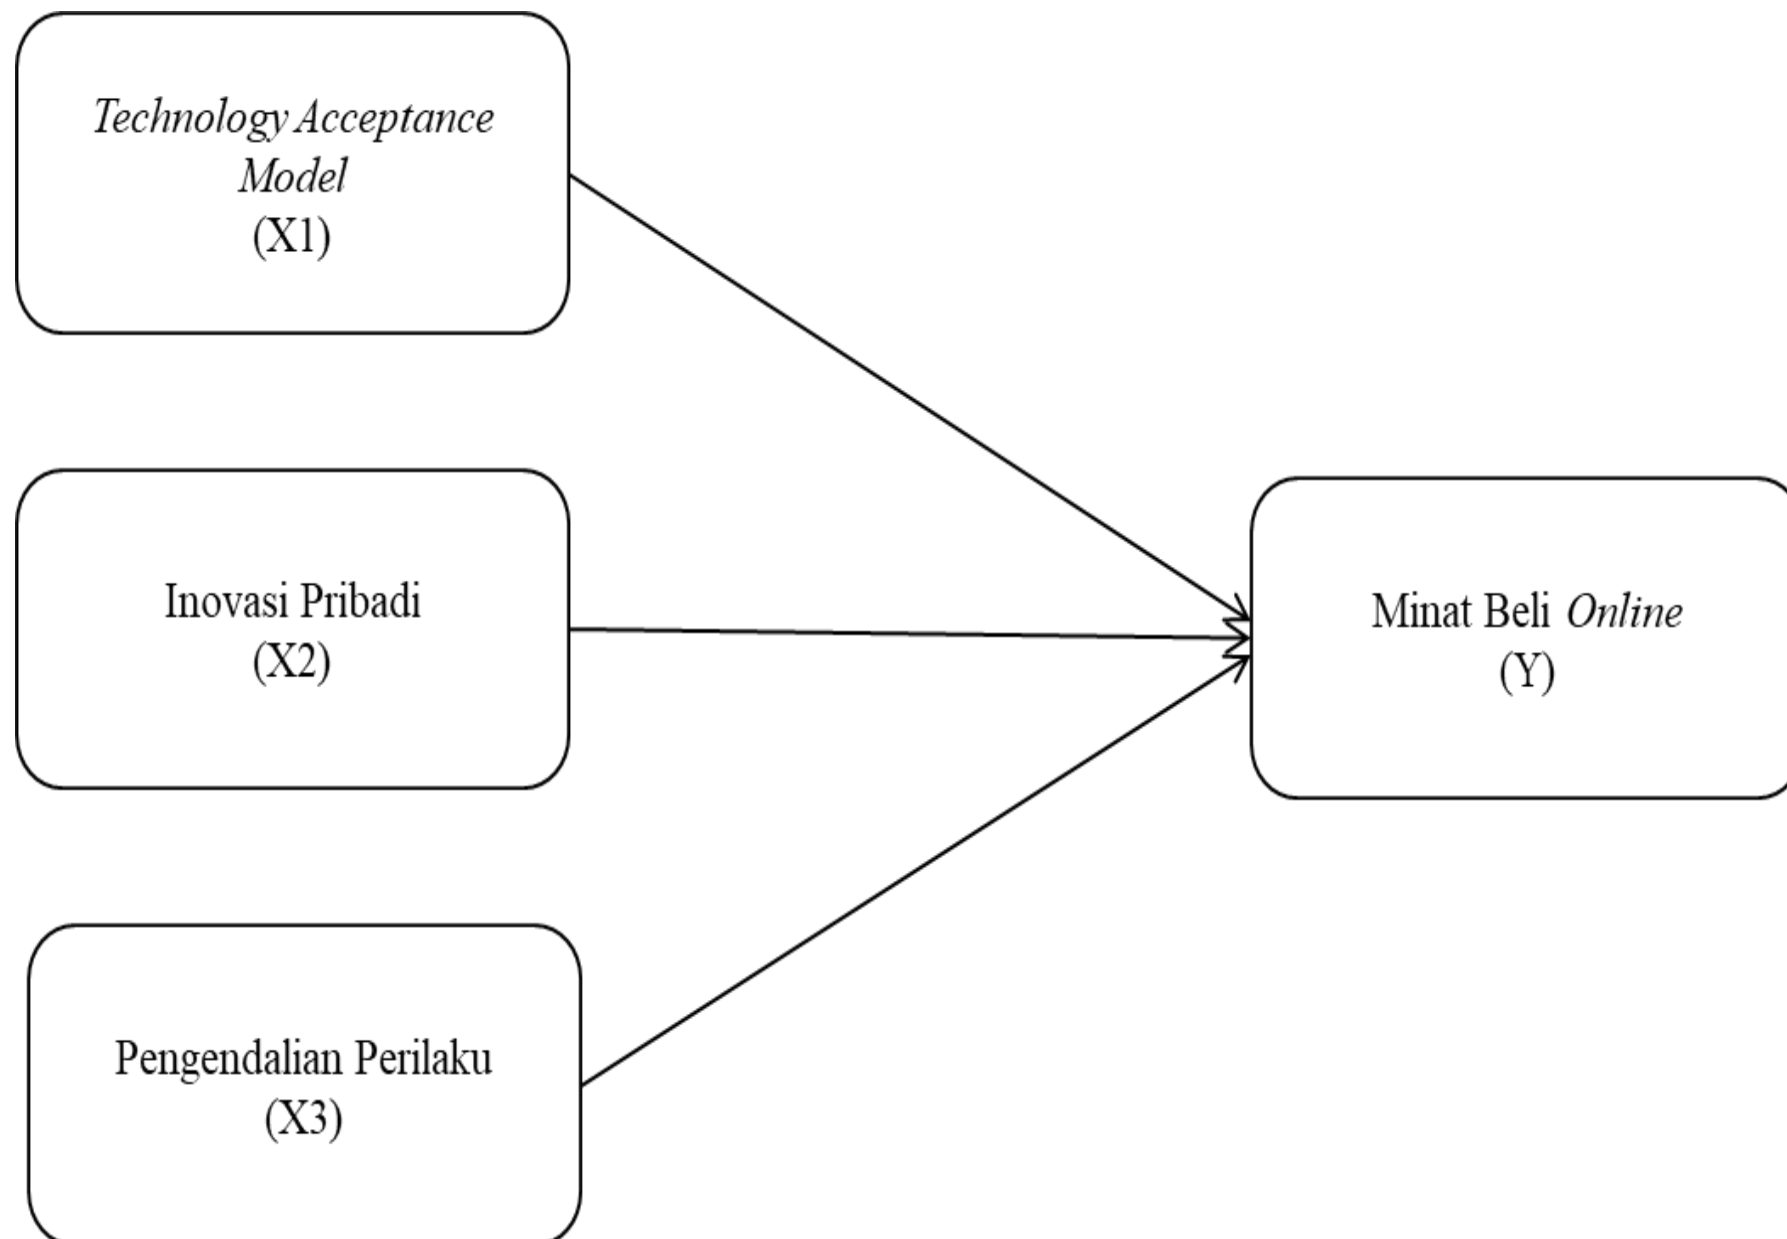 Technology Acceptance
Model
(X1)
Inovasi Pribadi
(X2)
Minat Beli Online
(Y)
Pengendalian Perilaku
(X3)